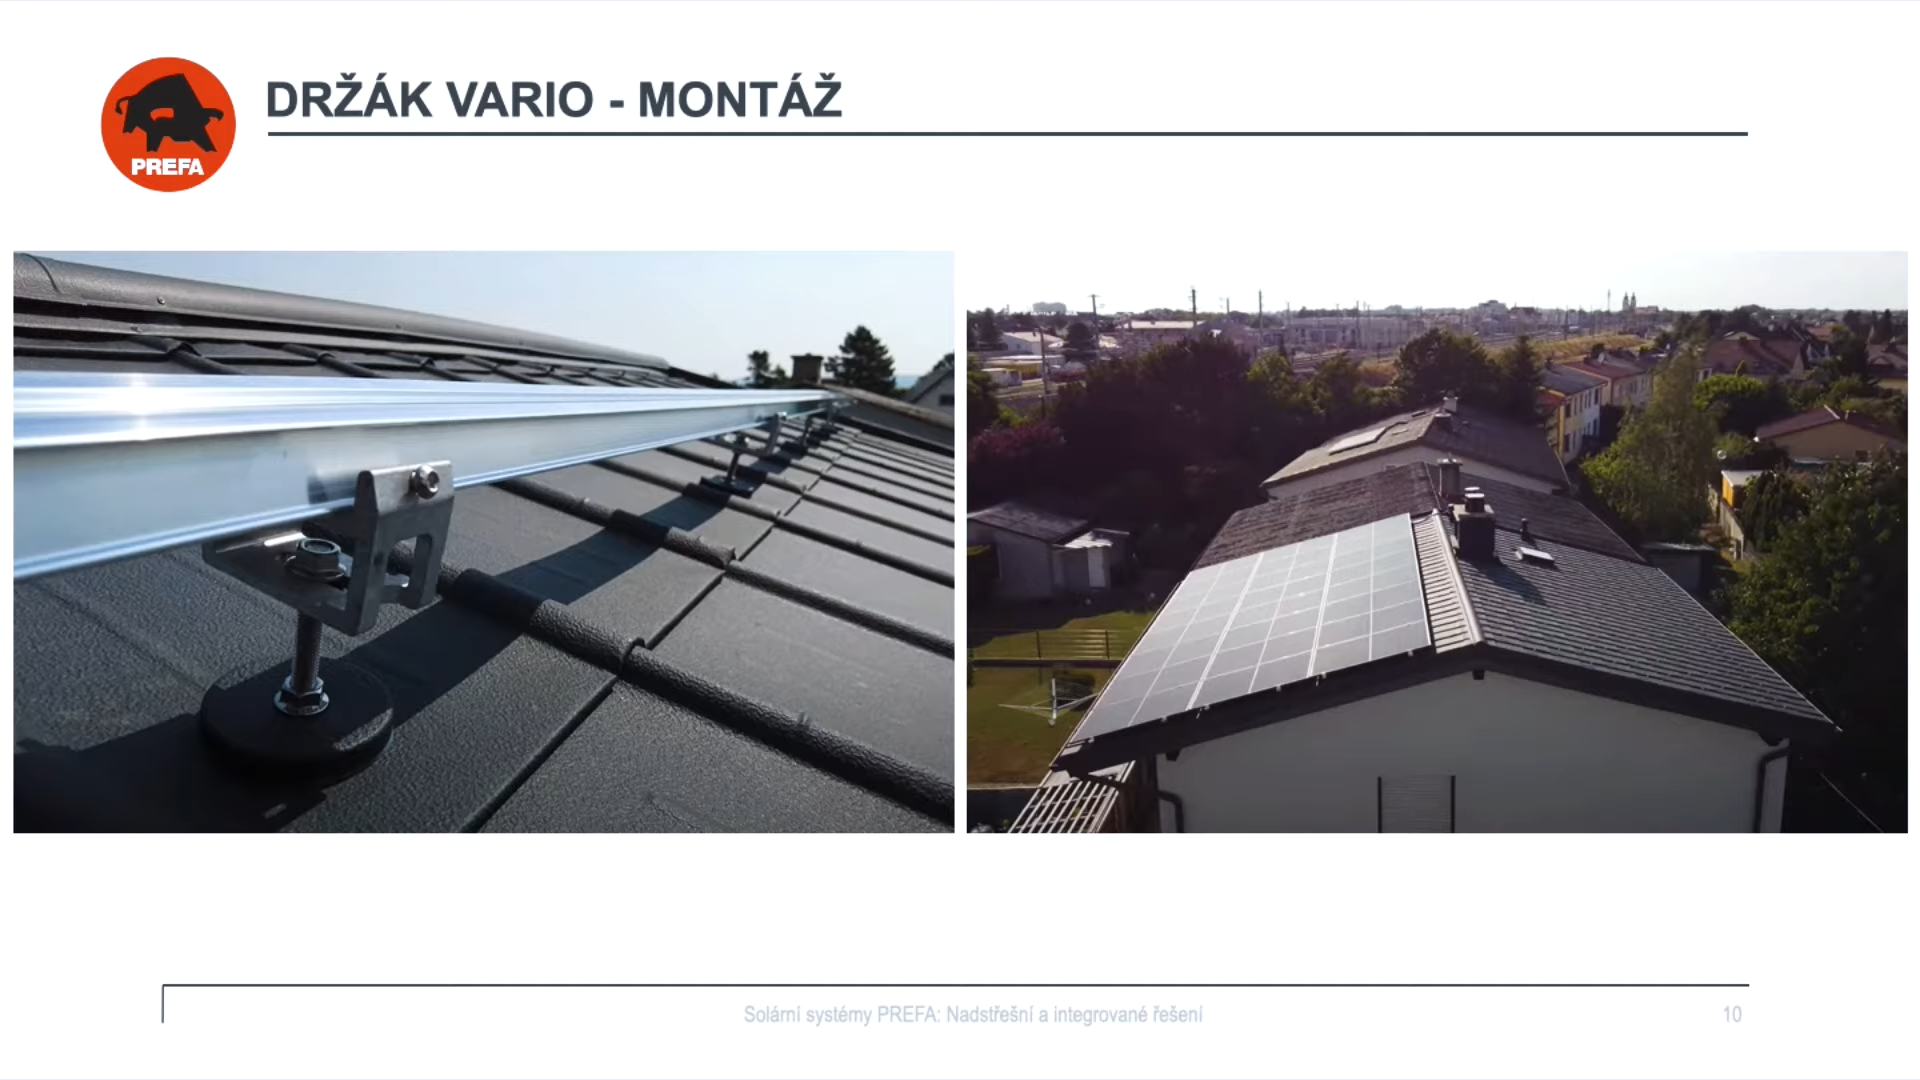 DRŽÁK VARIO - MONTÁŽ
PREFA
Solární systémy PREFA: Nadstřešní a integrované řešení
10